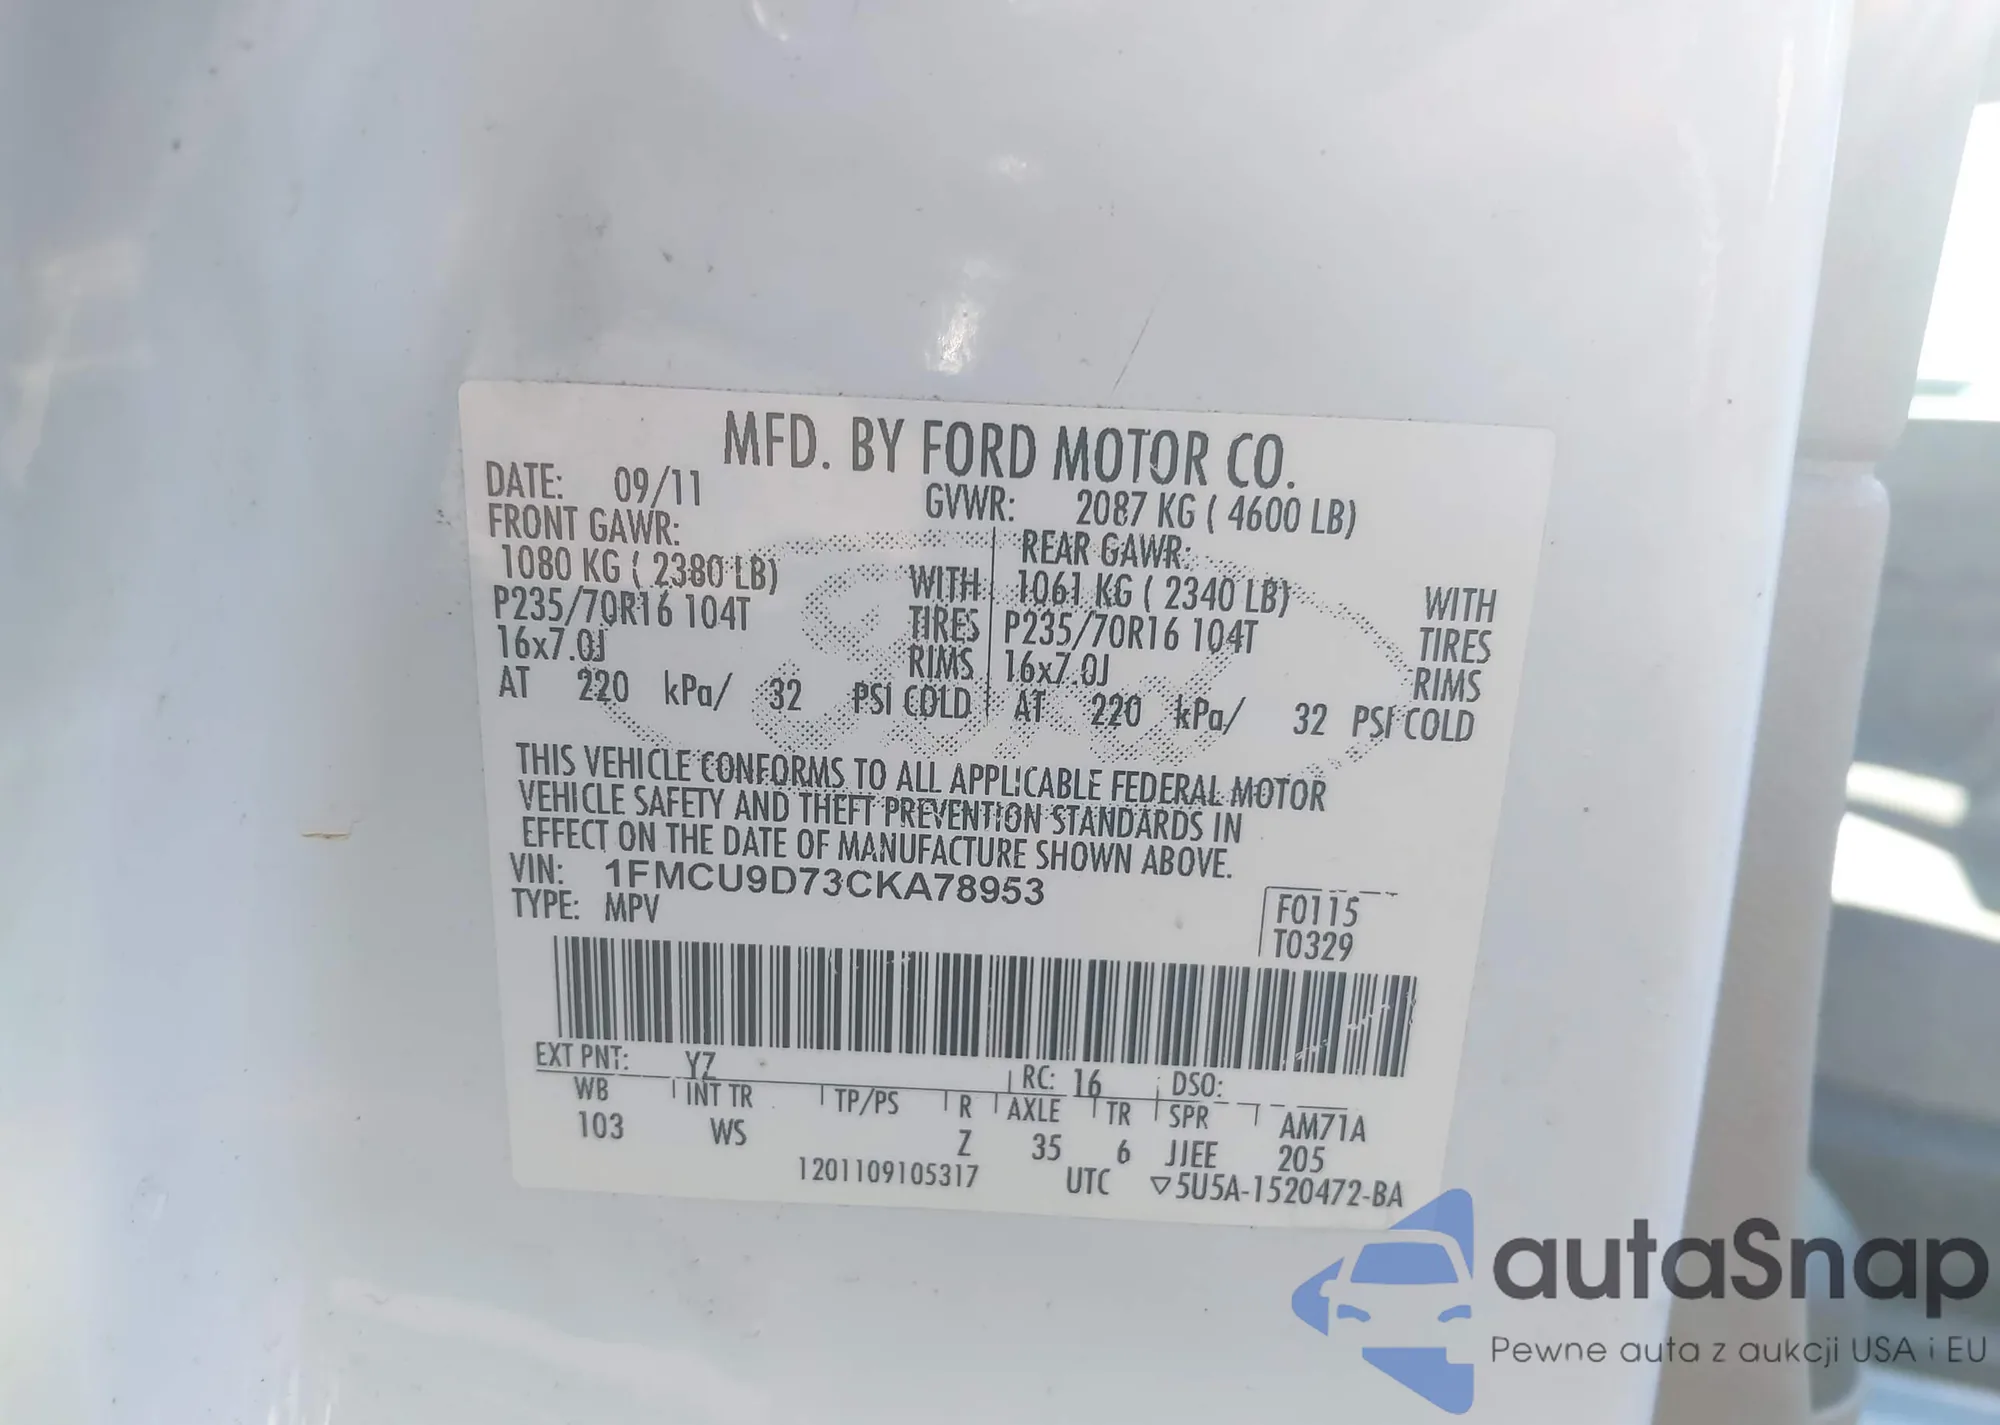 MFD. BY FORD MOTOR CO.
DATE: 09/11 GVWR: 2087 KG ( 4600 LB)
FRONT GAWR: REAR GAWR:
1080 KG ( 2380 LB) WITH 1061 KG ( 2340 LB) WITH
P235/70R16 104T TIRES P235/70R16 104T TIRES
16x7.0J RIMS 16x7.0J RIMS
AT 220 kPa/ 32 PSI COLD AT 220 kPa/ 32 PSI COLD
THIS VEHICLE CONFORMS TO ALL APPLICABLE FEDERAL MOTOR
VEHICLE SAFETY AND THEFT PREVENTION STANDARDS IN
EFFECT ON THE DATE OF MANUFACTURE SHOWN ABOVE.
VIN: 1FMCU9D73CKA78953
TYPE: MPV
F0115
T0329
EXT PNT: YZ RC: 16 DSO:
WB INT TR TP/PS R AXLE TR SPR AM71A
103 WS Z 35 6 JJEE 205
1201109105317 UTC ▽5U5A-1520472-BA
autaSnap
Pewne auta z aukcji USA i EU